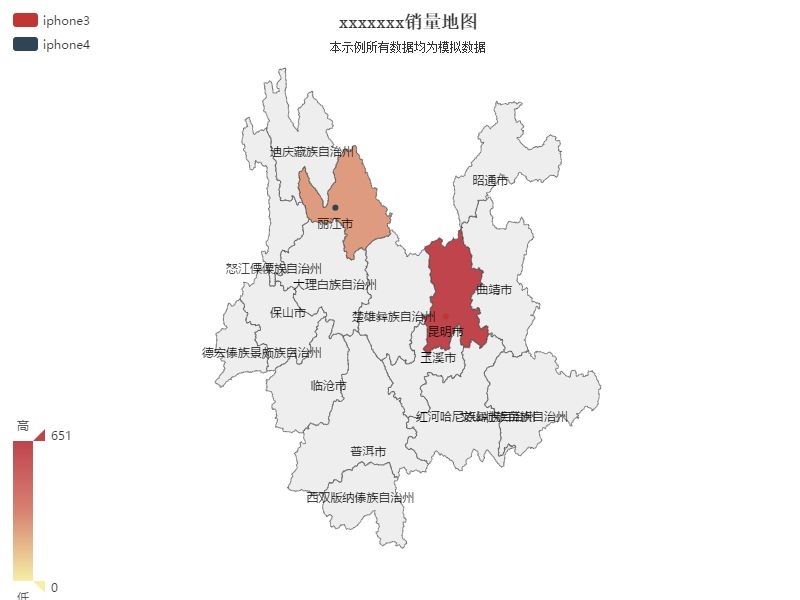 iphone3
iphone4
xxxxxxx销量地图
本示例所有数据均为模拟数据
迪庆藏族自治州
昭通市
丽江市
怒江傈僳族自治州
大理白族自治州
曲靖市
保山市
楚雄彝族自治州
昆明市
德宏傣族景颇族自治州
玉溪市
临沧市
红河哈尼族彝族自治州
文山壮族苗族自治州
普洱市
西双版纳傣族自治州
高
651
0
低